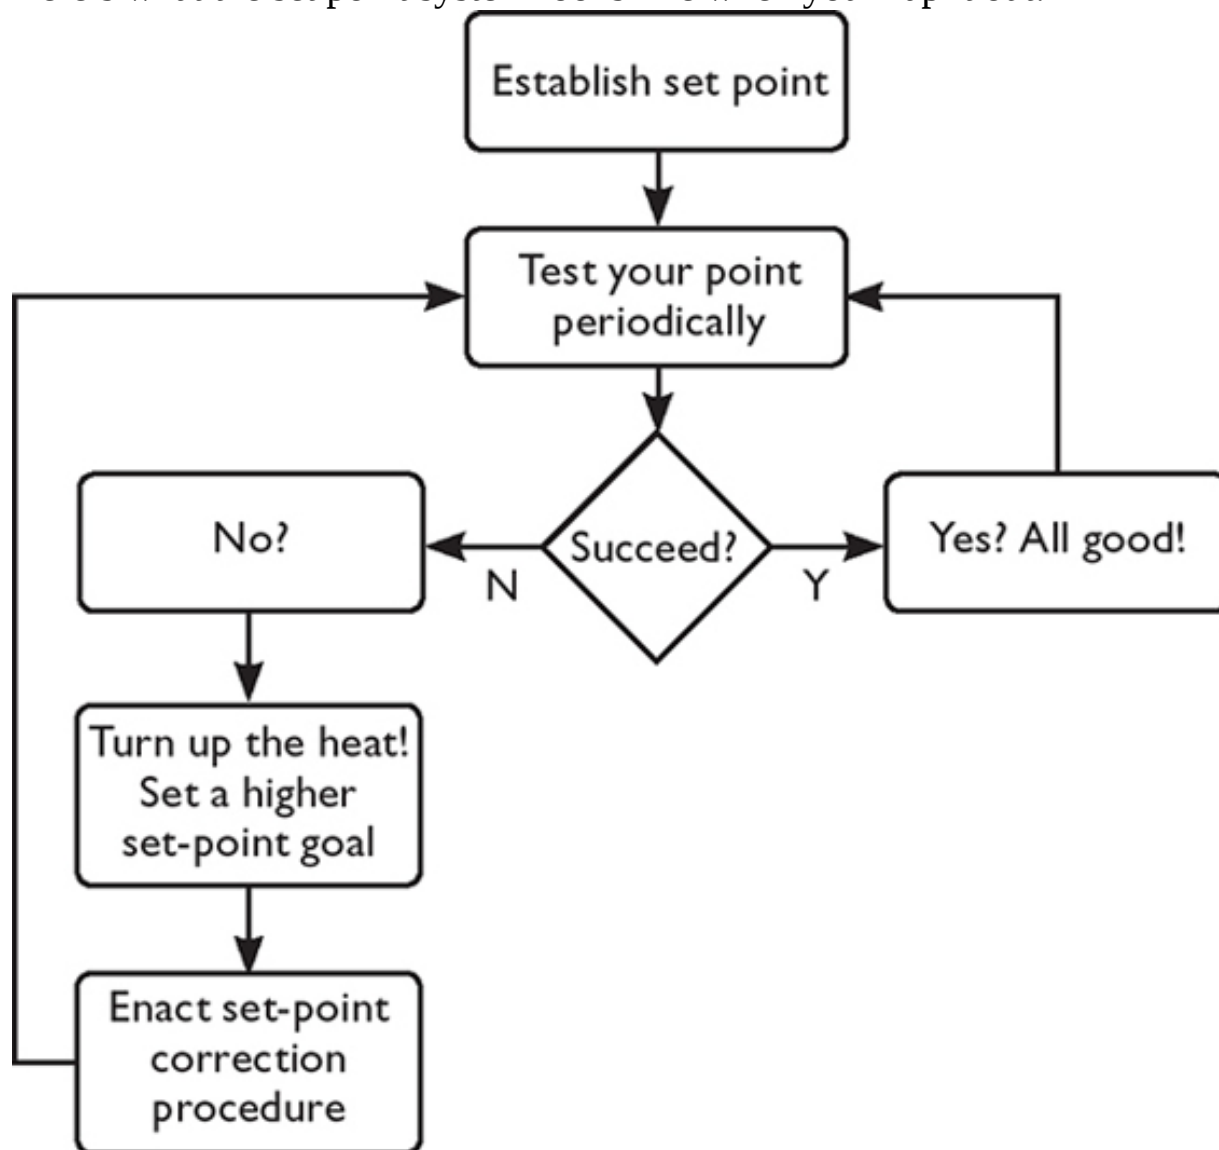 Establish set point
Test your point
periodically
No?
N
Succeed?
Y
Yes? All good!
Turn up the heat!
Set a higher
set-point goal
Enact set-point
correction
procedure